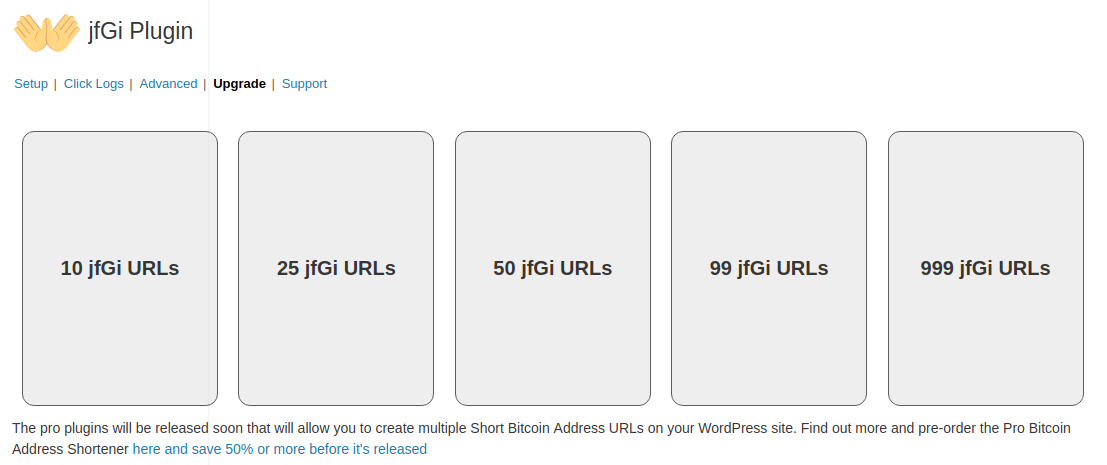 jfGi Plugin
Setup | Click Logs | Advanced | Upgrade | Support
10 jfGi URLs
25 jfGi URLs
50 jfGi URLs
99 jfGi URLs
999 jfGi URLs
The pro plugins will be released soon that will allow you to create multiple Short Bitcoin Address URLs on your WordPress site. Find out more and pre-order the Pro Bitcoin
Address Shortener here and save 50% or more before it's released